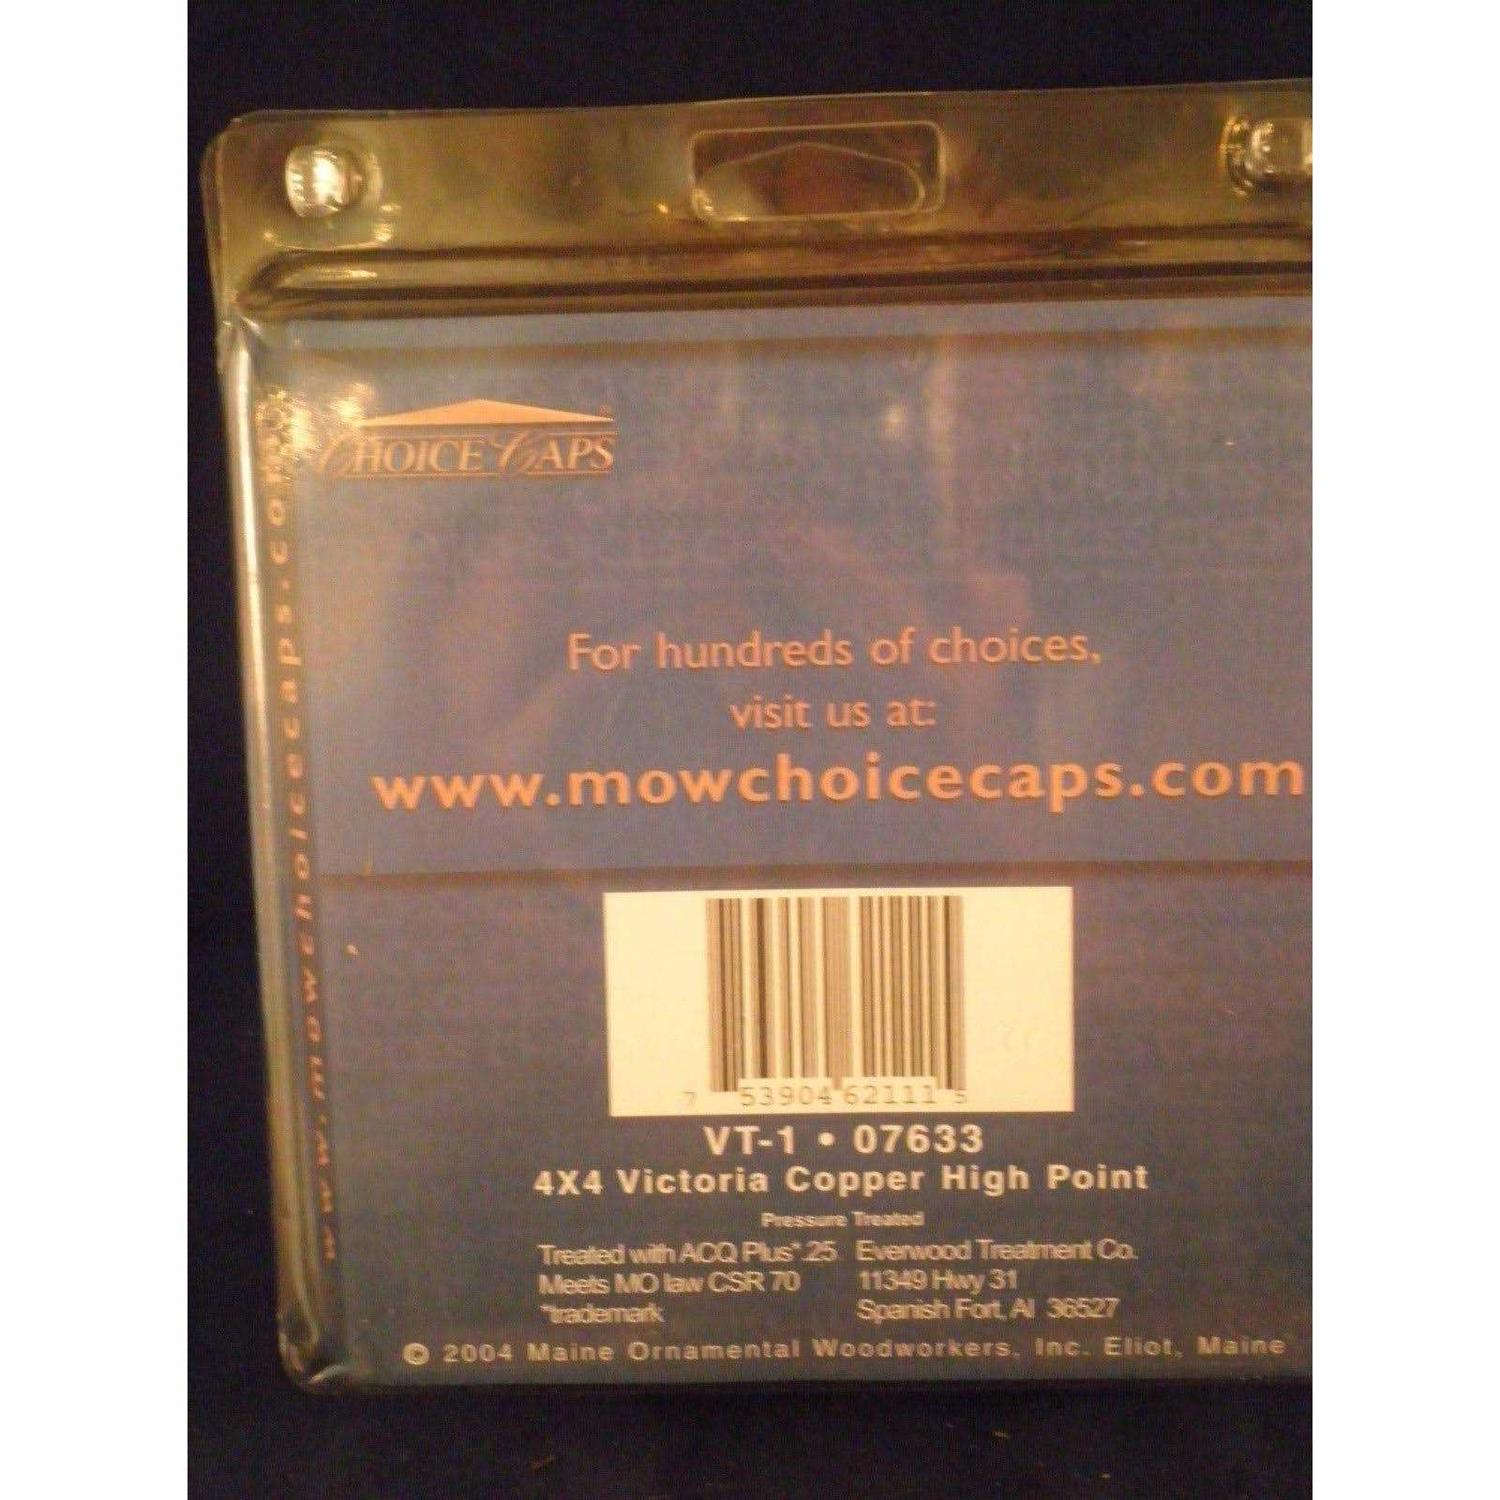 CHOICE CAPS®
www.mowchoicecaps.com
For hundreds of choices,
visit us at:
www.mowchoicecaps.com
7 53904 62111 5
VT-1 • 07633
4X4 Victoria Copper High Point
Pressure Treated
Treated with ACQ Plus* .25 Everwood Treatment Co.
Meets MO law CSR 70 11349 Hwy 31
*trademark Spanish Fort, Al 36527
© 2004 Maine Ornamental Woodworkers, Inc. Eliot, Maine